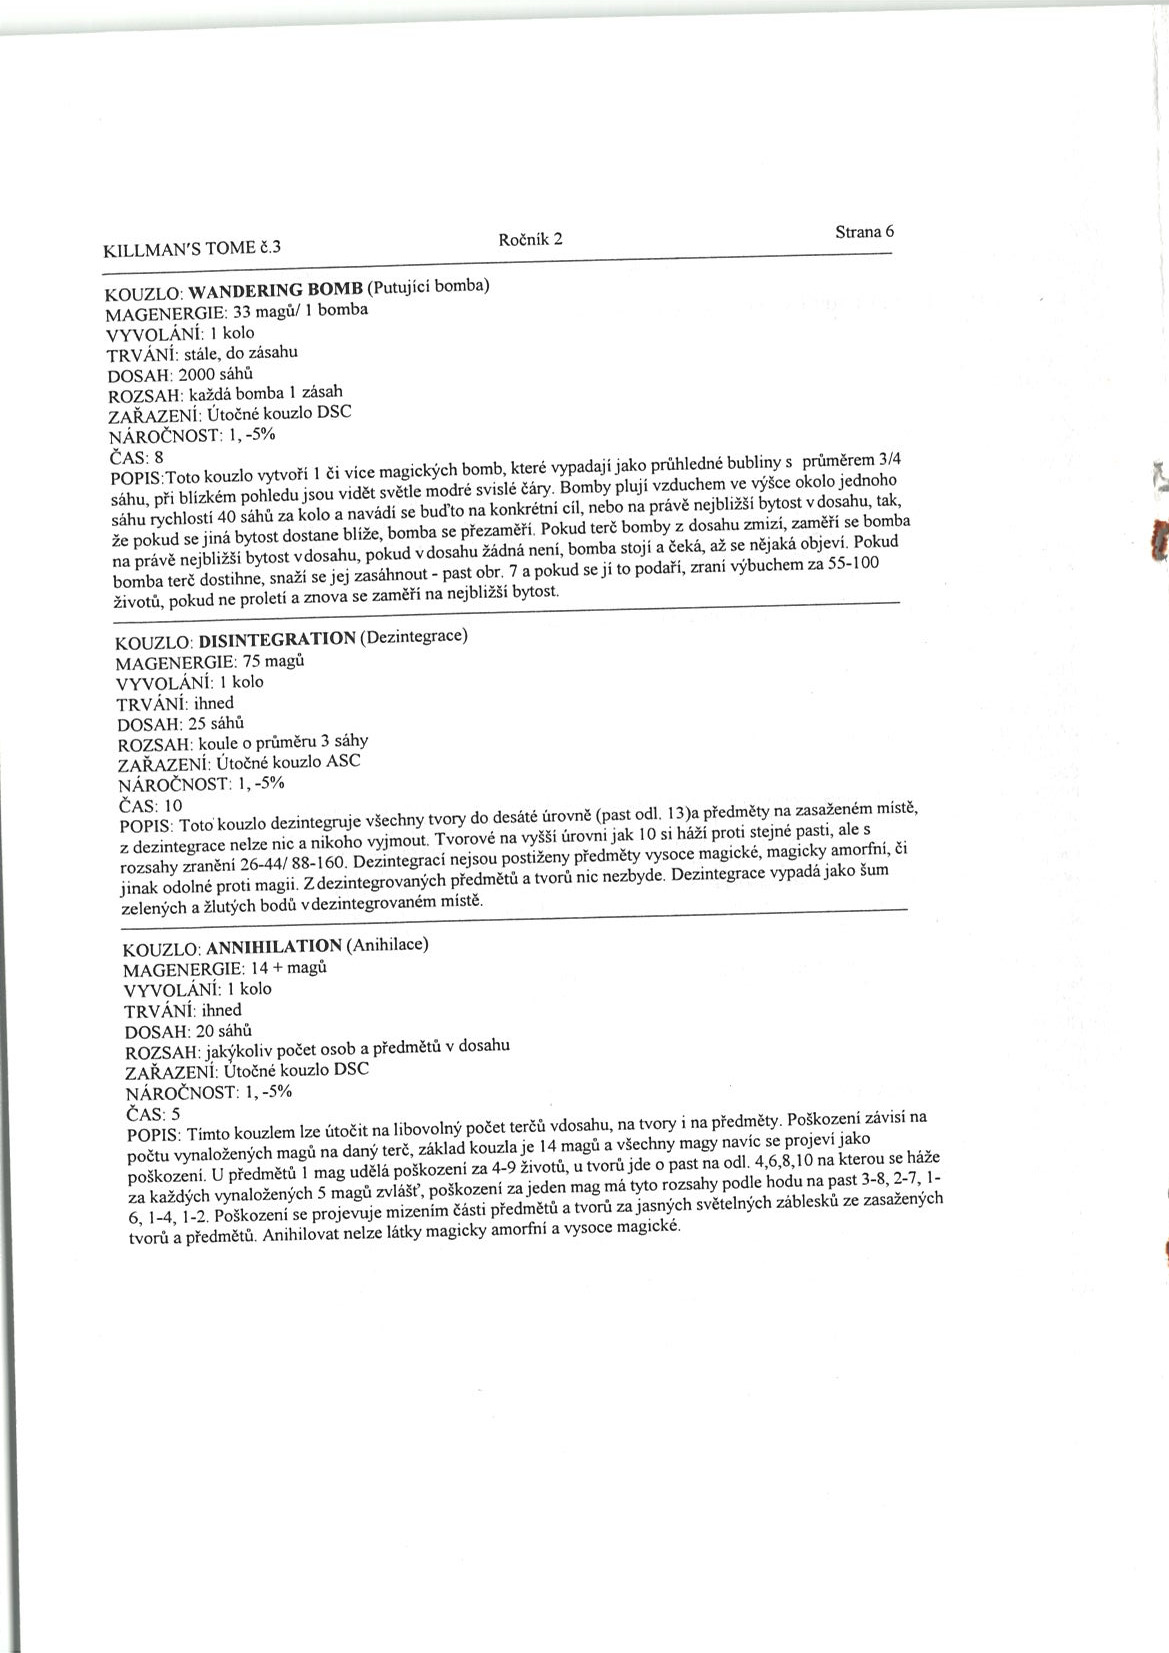 KILLMAN'S TOME č.3 Ročník 2 Strana 6
KOUZLO: WANDERING BOMB (Putující bomba)
MAGENERGIE: 33 magů/ 1 bomba
VYVOLÁNÍ: 1 kolo
TRVÁNÍ: stále, do zásahu
DOSAH: 2000 sáhů
ROZSAH: každá bomba 1 zásah
ZAŘAZENÍ: Útočné kouzlo DSC
NÁROČNOST: 1, -5%
ČAS: 8
POPIS:Toto kouzlo vytvoří 1 či více magických bomb, které vypadají jako průhledné bubliny s průměrem 3/4
sáhu, při blízkém pohledu jsou vidět světle modré svislé čáry. Bomby plují vzduchem ve výšce okolo jednoho
sáhu rychlostí 40 sáhů za kolo a navádí se buďto na konkrétní cíl, nebo na právě nejbližší bytost v dosahu, tak,
že pokud se jiná bytost dostane blíže, bomba se přezaměří. Pokud terč bomby z dosahu zmizí, zaměří se bomba
na právě nejbližší bytost v dosahu, pokud v dosahu žádná není, bomba stojí a čeká, až se nějaká objeví. Pokud
bomba terč dostihne, snaží se jej zasáhnout - past obr. 7 a pokud se jí to podaří, zraní výbuchem za 55-100
životů, pokud ne proletí a znova se zaměří na nejbližší bytost.
KOUZLO: DISINTEGRATION (Dezintegrace)
MAGENERGIE: 75 magů
VYVOLÁNÍ: 1 kolo
TRVÁNÍ: ihned
DOSAH: 25 sáhů
ROZSAH: koule o průměru 3 sáhy
ZAŘAZENÍ: Útočné kouzlo ASC
NÁROČNOST: 1, -5%
ČAS: 10
POPIS: Toto kouzlo dezintegruje všechny tvory do desáté úrovně (past odl. 13)a předměty na zasaženém místě,
z dezintegrace nelze nic a nikoho vyjmout. Tvorové na vyšší úrovni jak 10 si háží proti stejné pasti, ale s
rozsahy zranění 26-44/ 88-160. Dezintegrací nejsou postiženy předměty vysoce magické, magicky amorfní, či
jinak odolné proti magii. Z dezintegrovaných předmětů a tvorů nic nezbyde. Dezintegrace vypadá jako šum
zelených a žlutých bodů v dezintegrovaném místě.
KOUZLO: ANNIHILATION (Anihilace)
MAGENERGIE: 14 + magů
VYVOLÁNÍ: 1 kolo
TRVÁNÍ: ihned
DOSAH: 20 sáhů
ROZSAH: jakýkoliv počet osob a předmětů v dosahu
ZAŘAZENÍ: Útočné kouzlo DSC
NÁROČNOST: 1, -5%
ČAS: 5
POPIS: Tímto kouzlem lze útočit na libovolný počet terčů vdosahu, na tvory i na předměty. Poškození závisí na
počtu vynaložených magů na daný terč, základ kouzla je 14 magů a všechny magy navíc se projeví jako
poškození. U předmětů 1 mag udělá poškození za 4-9 životů, u tvorů jde o past na odl. 4,6,8,10 na kterou se háže
za každých vynaložených 5 magů zvlášť, poškození za jeden mag má tyto rozsahy podle hodu na past 3-8, 2-7, 1-
6, 1-4, 1-2. Poškození se projevuje mizením části předmětů a tvorů za jasných světelných záblesků ze zasažených
tvorů a předmětů. Anihilovat nelze látky magicky amorfní a vysoce magické.